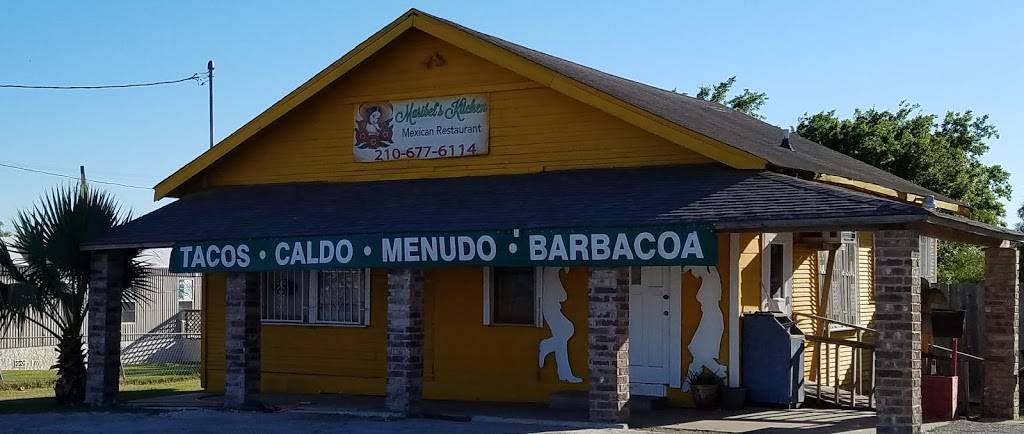 Maribel's Kitchen
Mexican Restaurant
210-677-6114
TACOS · CALDO · MENUDO · BARBACOA